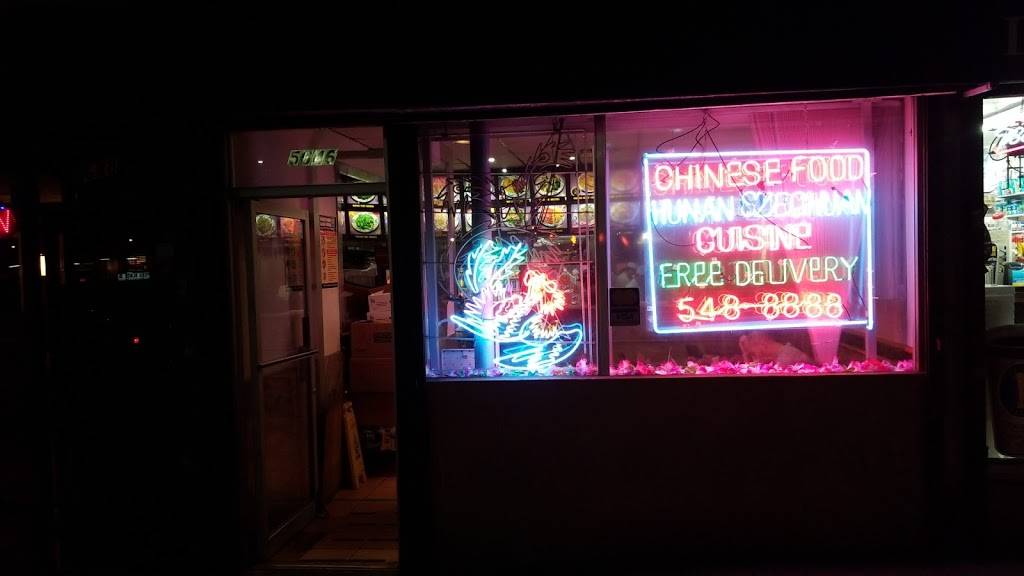 CHINESE FOOD
HUNAN SZECHUAN
CUISINE
FREE DELIVERY
548-8888